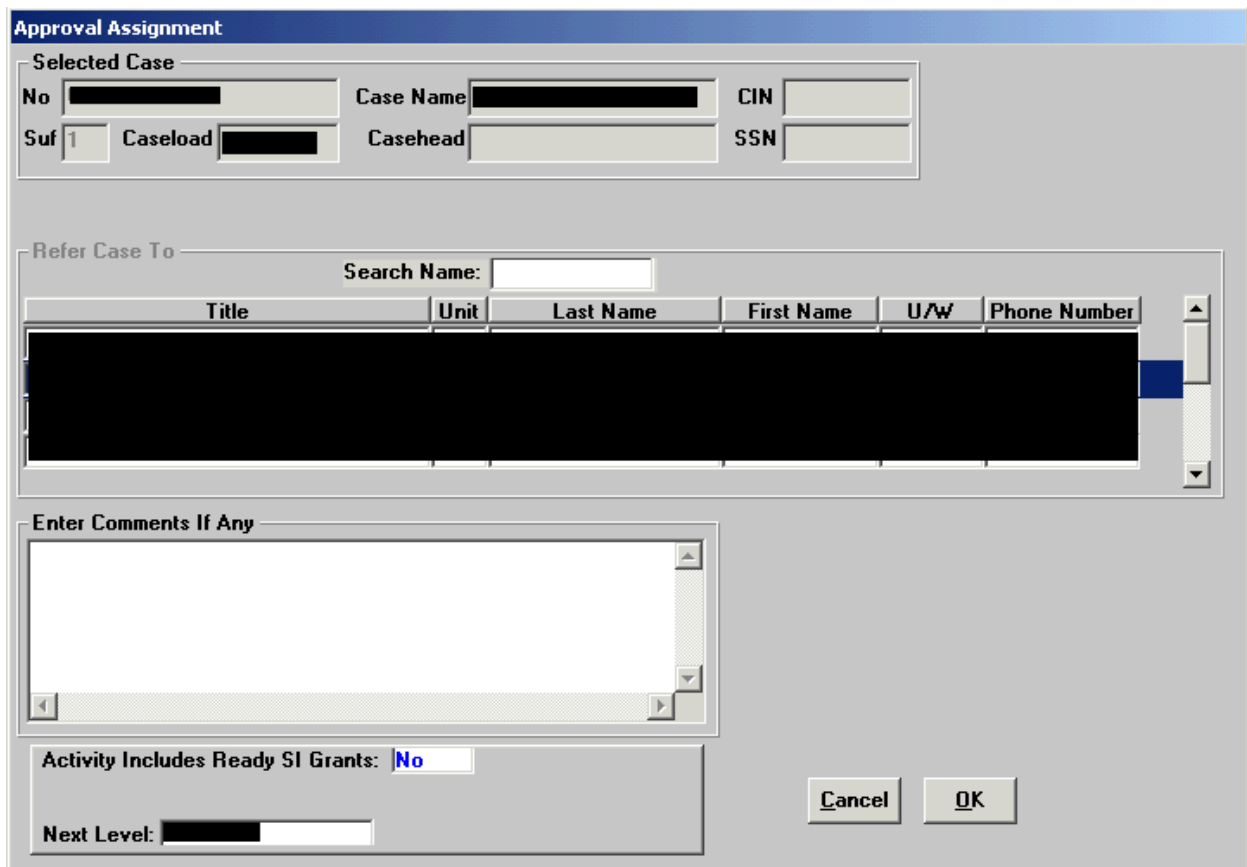 Approval Assignment
Selected Case
No Case Name CIN
Suf 1 Caseload Casehead SSN
Refer Case To
Search Name:
Title Unit Last Name First Name U/W Phone Number
Enter Comments If Any
Activity Includes Ready SI Grants: No
Cancel OK
Next Level: